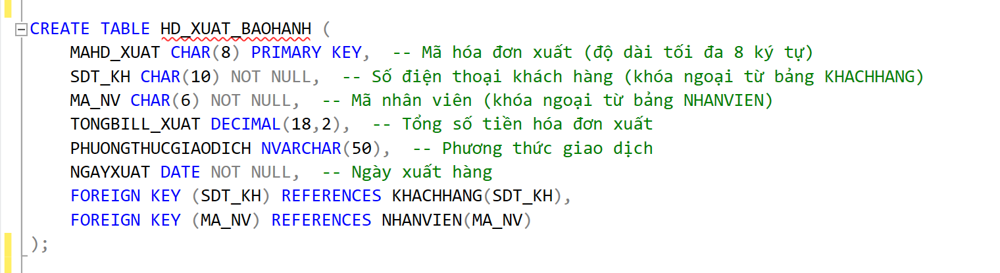 CREATE TABLE HD_XUAT_BAOHANH (
MAHD_XUAT CHAR(8) PRIMARY KEY,  -- Mã hóa đơn xuất (độ dài tối đa 8 ký tự)
SDT_KH CHAR(10) NOT NULL,  -- Số điện thoại khách hàng (khóa ngoại từ bảng KHACHHANG)
MA_NV CHAR(6) NOT NULL,  -- Mã nhân viên (khóa ngoại từ bảng NHANVIEN)
TONGBILL_XUAT DECIMAL(18,2),  -- Tổng số tiền hóa đơn xuất
PHUONGTHUCGIAODICH NVARCHAR(50),  -- Phương thức giao dịch
NGAYXUAT DATE NOT NULL,  -- Ngày xuất hàng
FOREIGN KEY (SDT_KH) REFERENCES KHACHHANG(SDT_KH),
FOREIGN KEY (MA_NV) REFERENCES NHANVIEN(MA_NV)
);